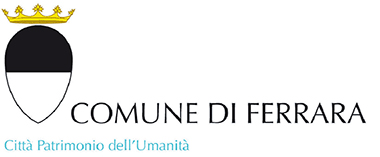 COMUNE DI FERRARA
Città Patrimonio dell'Umanità